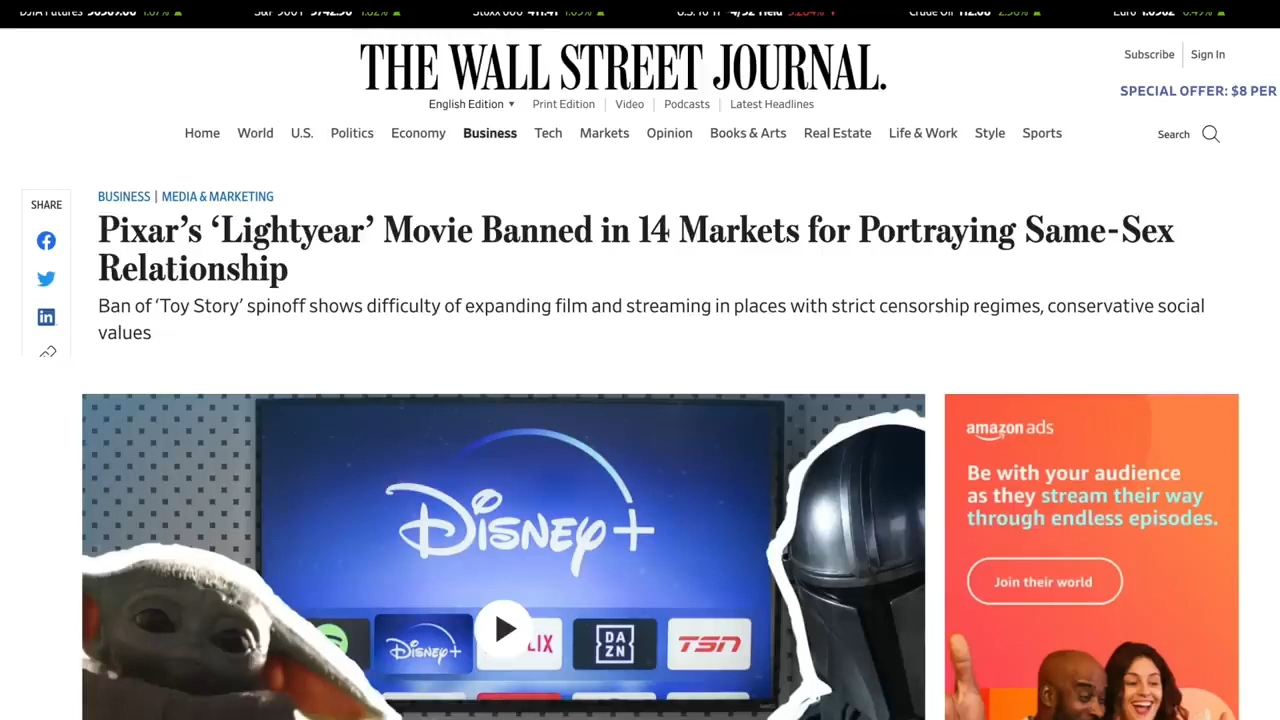 THE WALL STREET JOURNAL.
Subscribe Sign In
English Edition Print Edition Video Podcasts Latest Headlines
SPECIAL OFFER: $8 PER
Home World U.S. Politics Economy Business Tech Markets Opinion Books & Arts Real Estate Life & Work Style Sports
Search
BUSINESS | MEDIA & MARKETING
SHARE
Pixar's 'Lightyear' Movie Banned in 14 Markets for Portraying Same-Sex
Relationship
Ban of 'Toy Story' spinoff shows difficulty of expanding film and streaming in places with strict censorship regimes, conservative social
values
Disney+
Disney+
LIX
DA
ZN
TSN
amazon ads
Be with your audience
as they stream their way
through endless episodes.
Join their world